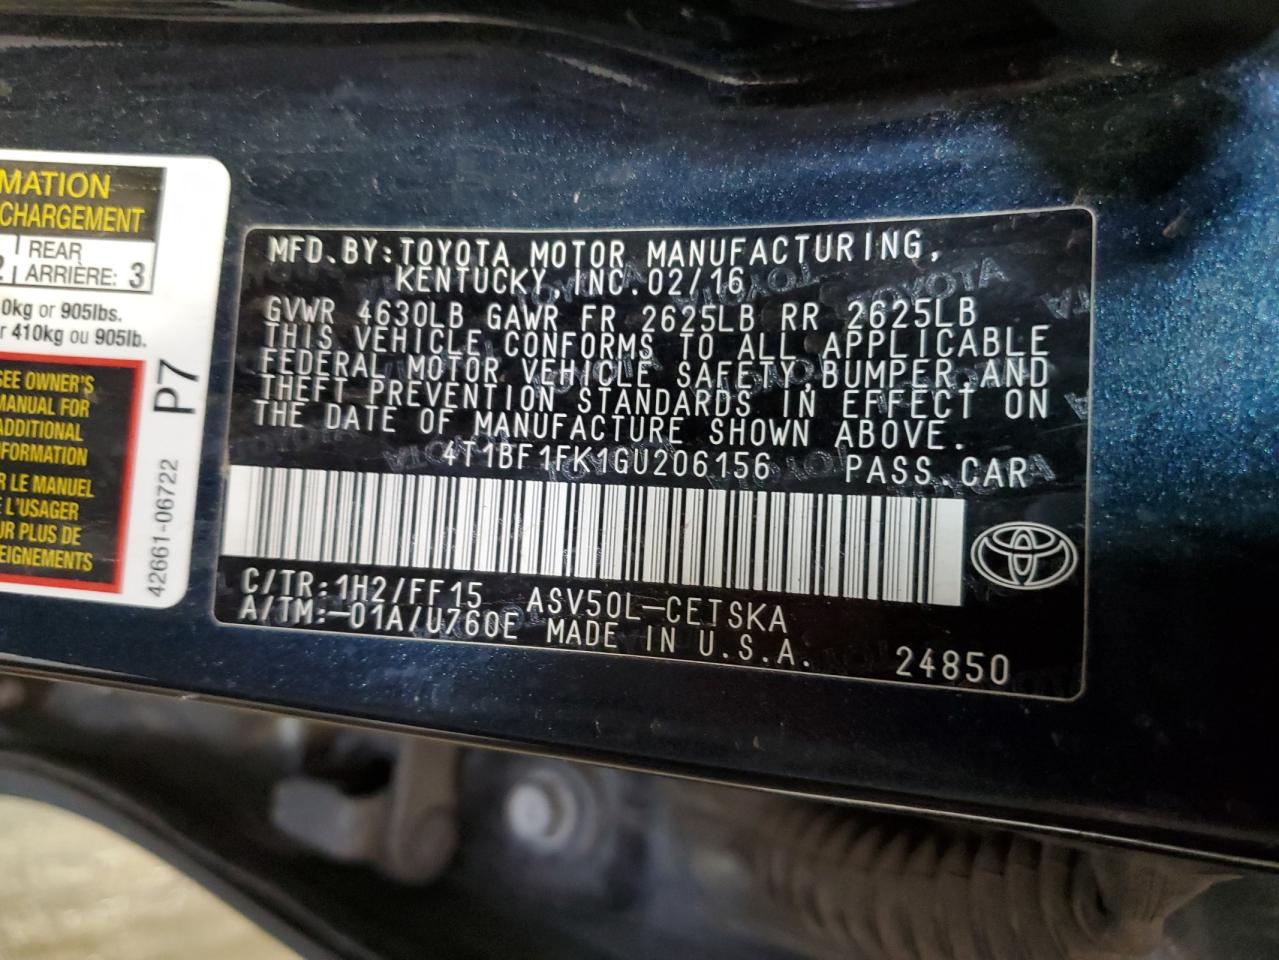 MATION
CHARGEMENT
REAR
ARRIÈRE: 3
0kg or 905lbs.
r 410kg ou 905lb.
SEE OWNER'S
MANUAL FOR
ADDITIONAL
INFORMATION
R LE MANUEL
L'USAGER
UR PLUS DE
EIGNEMENTS
P7
42661-06722
MFD.BY:TOYOTA MOTOR MANUFACTURING,
KENTUCKY,INC.02/16
GVWR 4630LB GAWR FR 2625LB RR 2625LB
THIS VEHICLE CONFORMS TO ALL APPLICABLE
FEDERAL MOTOR VEHICLE SAFETY,BUMPER,AND
THEFT PREVENTION STANDARDS IN EFFECT ON
THE DATE OF MANUFACTURE SHOWN ABOVE.
4T1BF1FK1GU206156 PASS.CAR
C/TR:1H2/FF15 ASV50L-CETSKA
A/TM:-01A/U760E MADE IN U.S.A. 24850